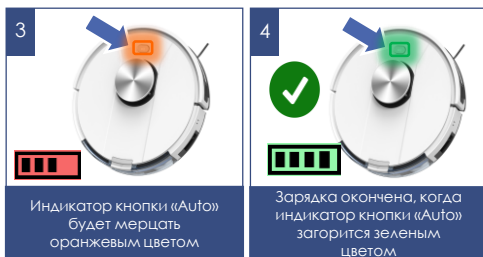 3
Индикатор кнопки «Auto»
будет мерцать
оранжевым цветом
4
Зарядка окончена, когда
индикатор кнопки «Auto»
загорится зеленым
цветом